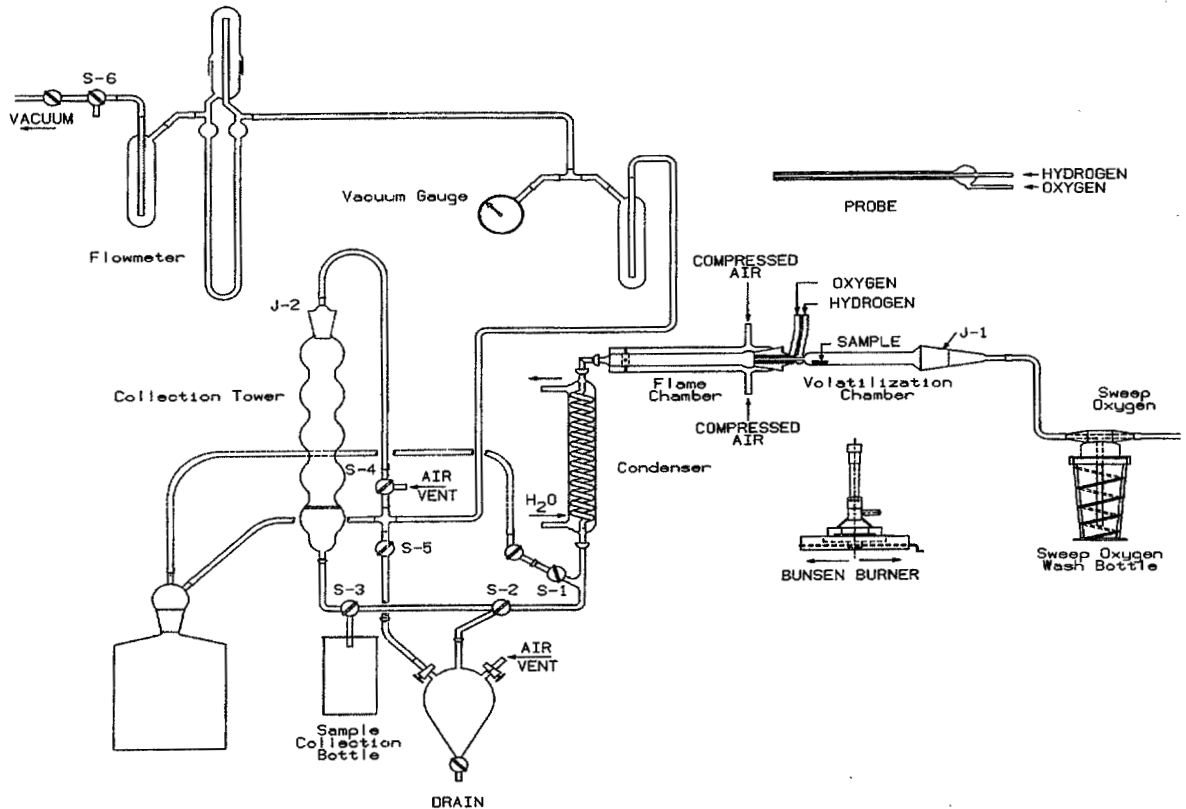 S-6
VACUUM
Flowmeter
Vacuum Gauge
HYDROGEN
OXYGEN
PROBE
COMPRESSED
AIR
OXYGEN
HYDROGEN
SAMPLE
J-1
J-2
Flame
Chamber
Volatilization
Chamber
COMPRESSED
AIR
Sweep
Oxygen
Collection Tower
Condenser
S-4
AIR
VENT
H2O
S-5
S-1
S-2
S-3
BUNSEN BURNER
Sweep Oxygen
Wash Bottle
AIR
VENT
Sample
Collection
Bottle
DRAIN